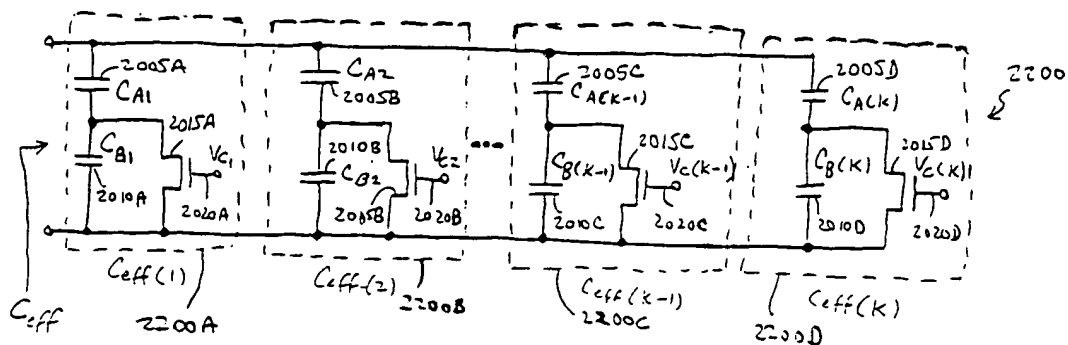 2200
2005A
CA1
CB1
2010A
2015A
VC1
2020A
Ceff(1)
2200A
Ceff
CA2
2005B
2010B
CB2
2005B
VC2
2020B
Ceff(2)
2200B
...
2005C
CA(K-1)
CB(K-1)
2010C
2015C
VC(K-1)
2020C
Ceff(K-1)
2200C
2005D
CA(K)
CB(K)
2010D
2015D
VC(K)
2020D
Ceff(K)
2200D